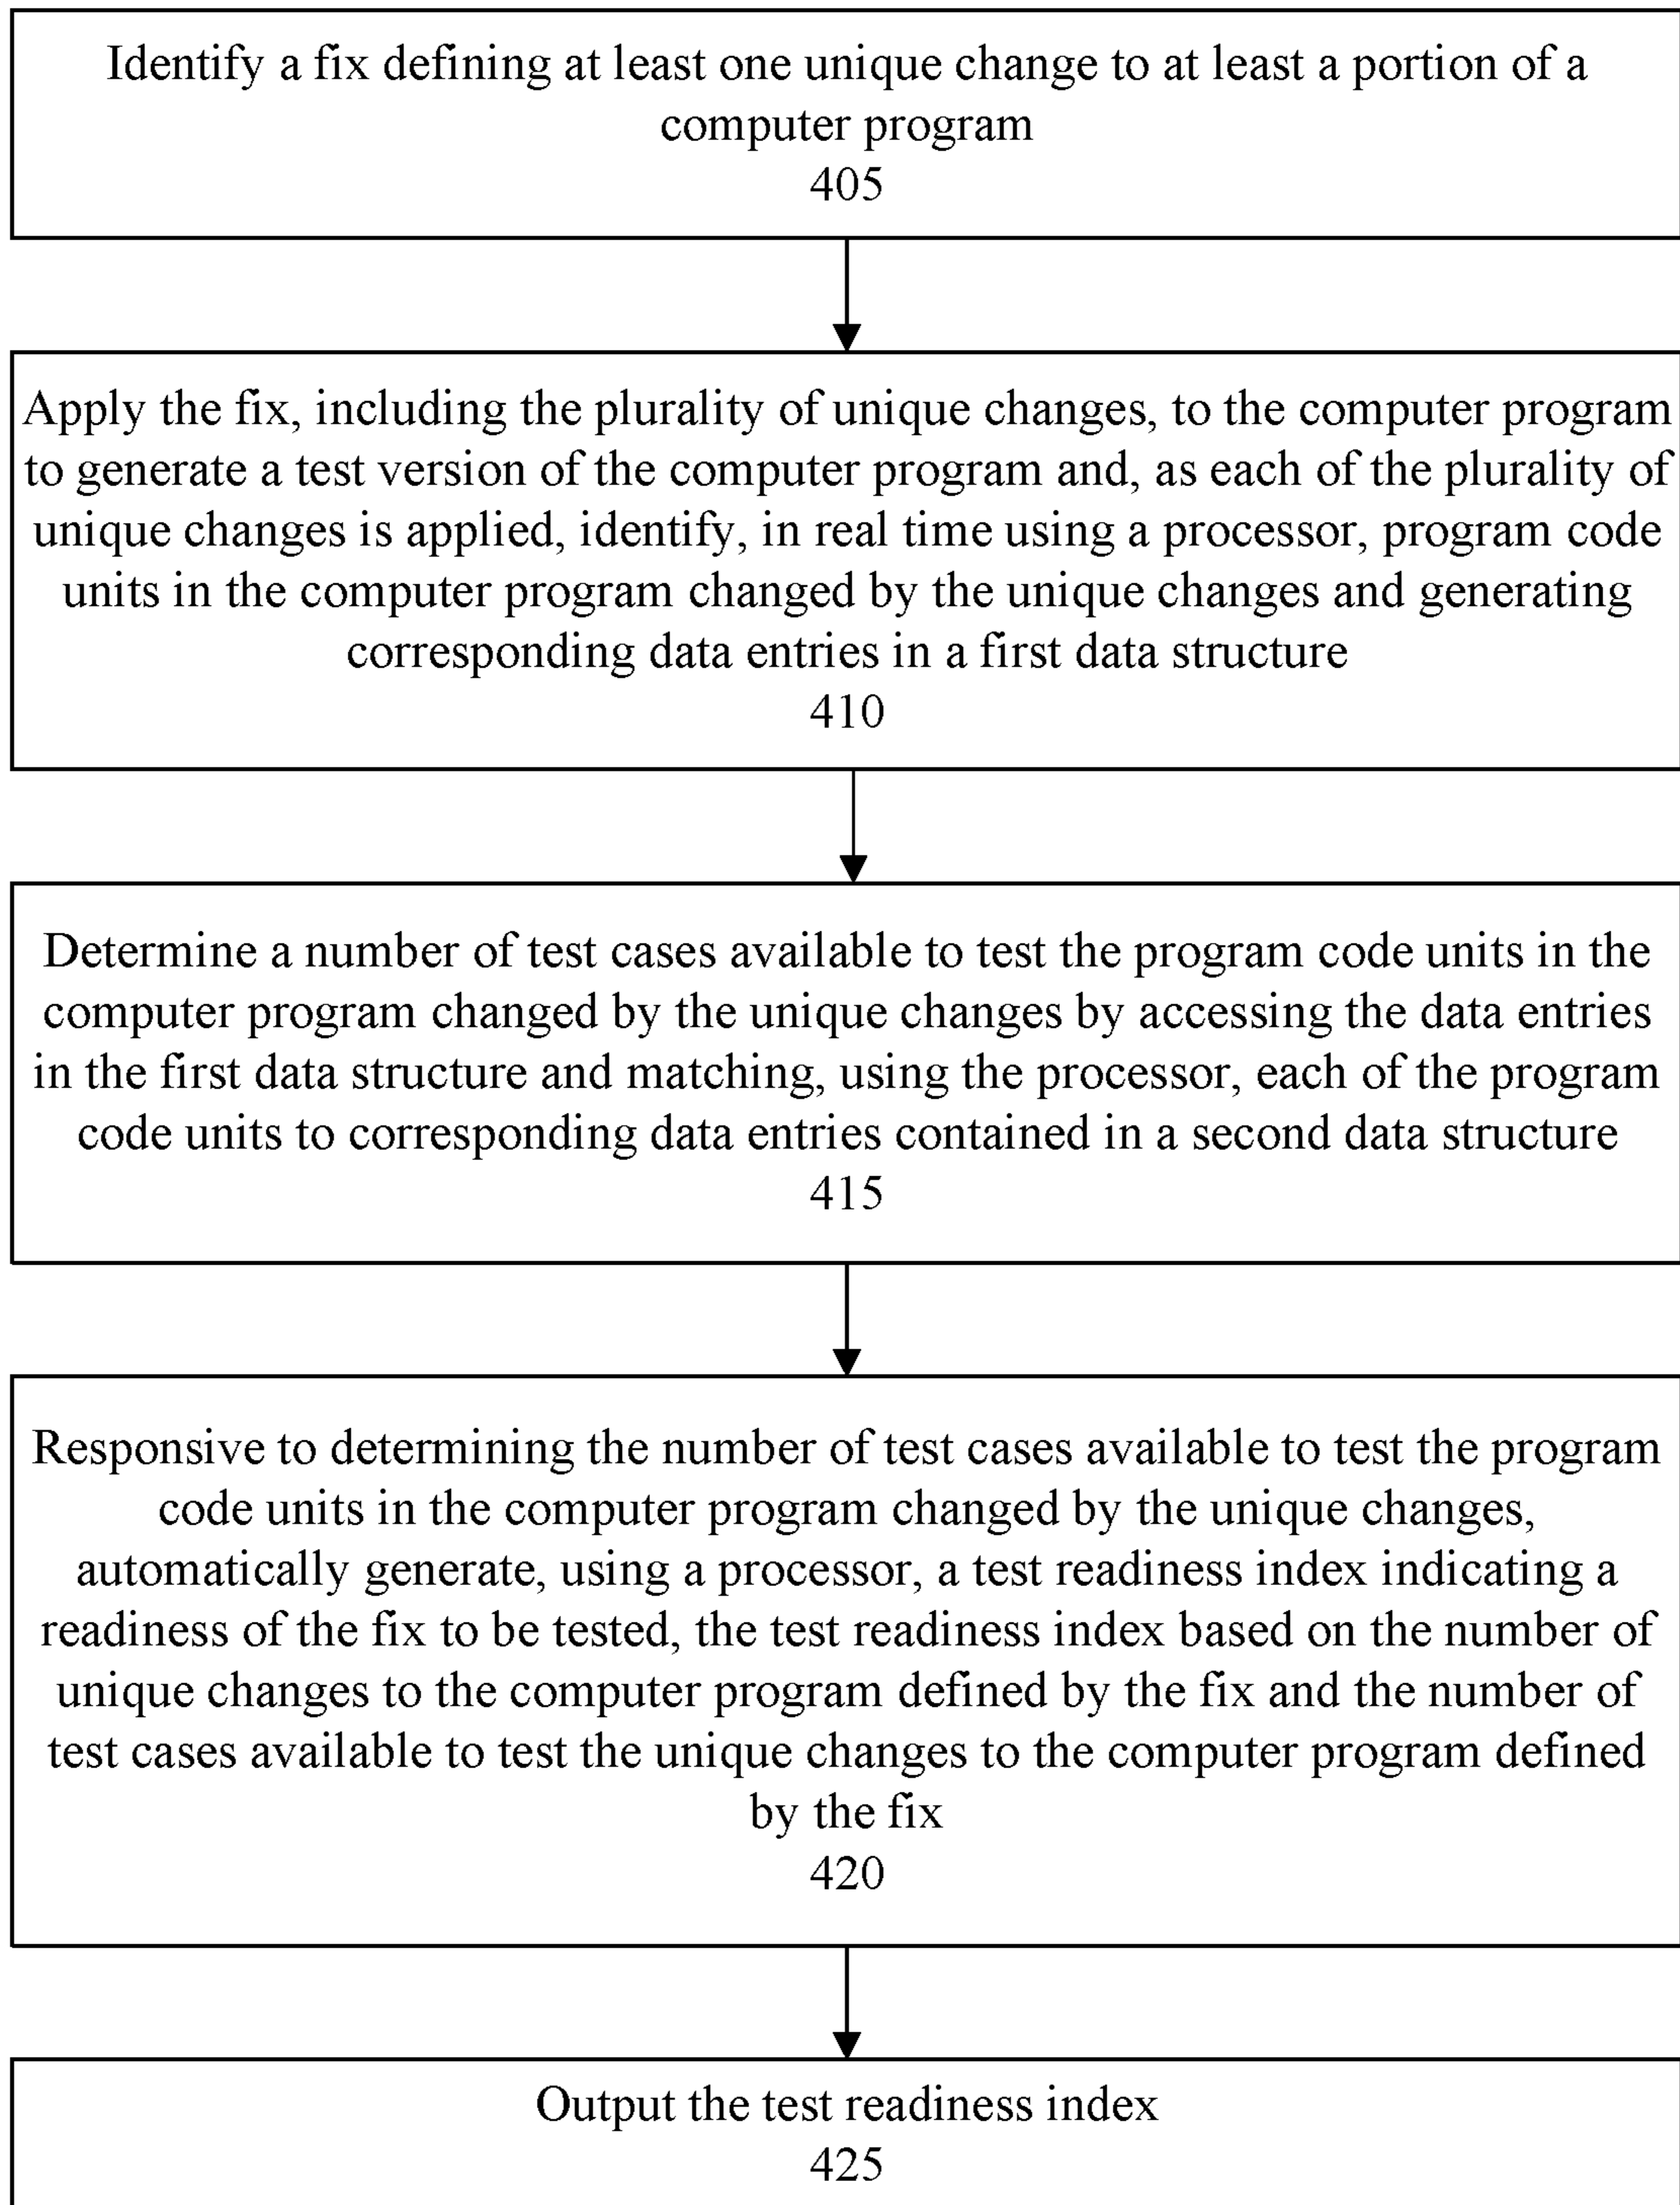 Identify a fix defining at least one unique change to at least a portion of a
computer program
405
Apply the fix, including the plurality of unique changes, to the computer program
to generate a test version of the computer program and, as each of the plurality of
unique changes is applied, identify, in real time using a processor, program code
units in the computer program changed by the unique changes and generating
corresponding data entries in a first data structure
410
Determine a number of test cases available to test the program code units in the
computer program changed by the unique changes by accessing the data entries
in the first data structure and matching, using the processor, each of the program
code units to corresponding data entries contained in a second data structure
415
Responsive to determining the number of test cases available to test the program
code units in the computer program changed by the unique changes,
automatically generate, using a processor, a test readiness index indicating a
readiness of the fix to be tested, the test readiness index based on the number of
unique changes to the computer program defined by the fix and the number of
test cases available to test the unique changes to the computer program defined
by the fix
420
Output the test readiness index
425